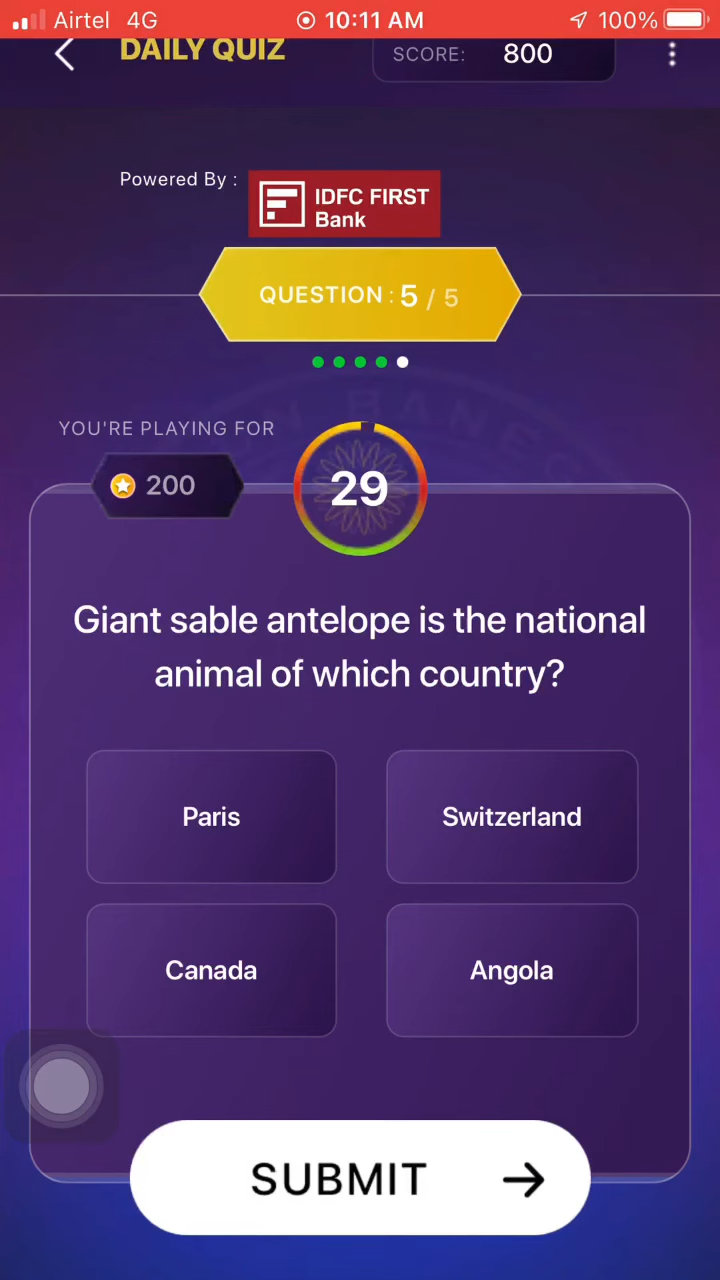 Airtel 4G 10:11 AM 100%
DAILY QUIZ SCORE: 800
Powered By : IDFC FIRST
Bank
QUESTION : 5 / 5
YOU'RE PLAYING FOR
200 29
Giant sable antelope is the national
animal of which country?
Paris Switzerland
Canada Angola
SUBMIT